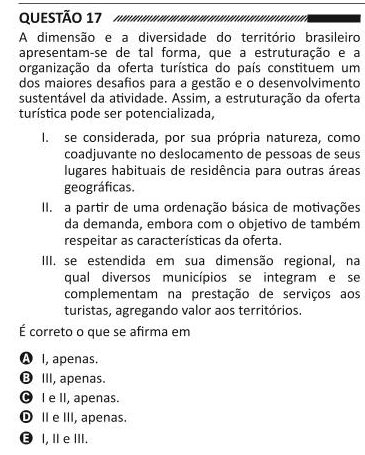 QUESTÃO 17
A dimensão e a diversidade do território brasileiro
apresentam-se de tal forma, que a estruturação e a
organização da oferta turística do país constituem um
dos maiores desafios para a gestão e o desenvolvimento
sustentável da atividade. Assim, a estruturação da oferta
turística pode ser potencializada,
I. se considerada, por sua própria natureza, como
coadjuvante no deslocamento de pessoas de seus
lugares habituais de residência para outras áreas
geográficas.
II. a partir de uma ordenação básica de motivações
da demanda, embora com o objetivo de também
respeitar as características da oferta.
III. se estendida em sua dimensão regional, na
qual diversos municípios se integram e se
complementam na prestação de serviços aos
turistas, agregando valor aos territórios.
É correto o que se afirma em
A I, apenas.
B III, apenas.
C I e II, apenas.
D II e III, apenas.
E I, II e III.